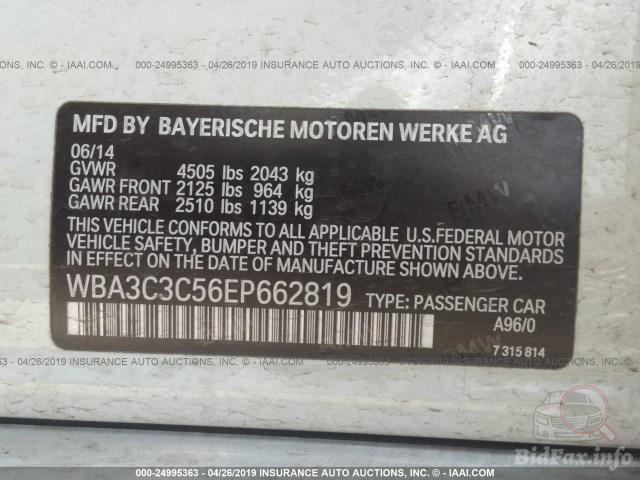 000-24995363 - 04/26/2019 INSURANCE AUTO AUCTIONS, INC. - © IAAI.COM
MFD BY BAYERISCHE MOTOREN WERKE AG
06/14
GVWR 4505 lbs 2043 kg
GAWR FRONT 2125 lbs 964 kg
GAWR REAR 2510 lbs 1139 kg
THIS VEHICLE CONFORMS TO ALL APPLICABLE U.S.FEDERAL MOTOR
VEHICLE SAFETY, BUMPER AND THEFT PREVENTION STANDARDS
IN EFFECT ON THE DATE OF MANUFACTURE SHOWN ABOVE.
WBA3C3C56EP662819 TYPE: PASSENGER CAR
A96/0
7 315 814
000-24995363 - 04/26/2019 INSURANCE AUTO AUCTIONS, INC. - © IAAI.COM
BidFax.info
000-24995363 - 04/26/2019 INSURANCE AUTO AUCTIONS, INC. - © IAAI.COM